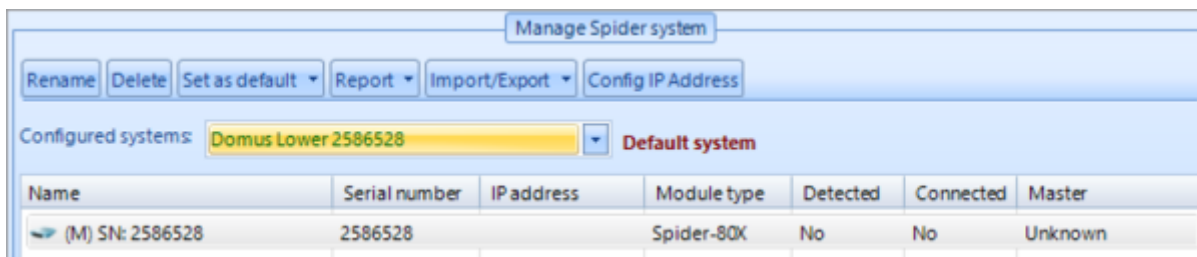 Manage Spider system
Rename Delete Set as default Report Import/Export Config IP Address
Configured systems: Domus Lower 2586528 Default system
Name Serial number IP address Module type Detected Connected Master
(M) SN: 2586528 2586528 Spider-80X No No Unknown